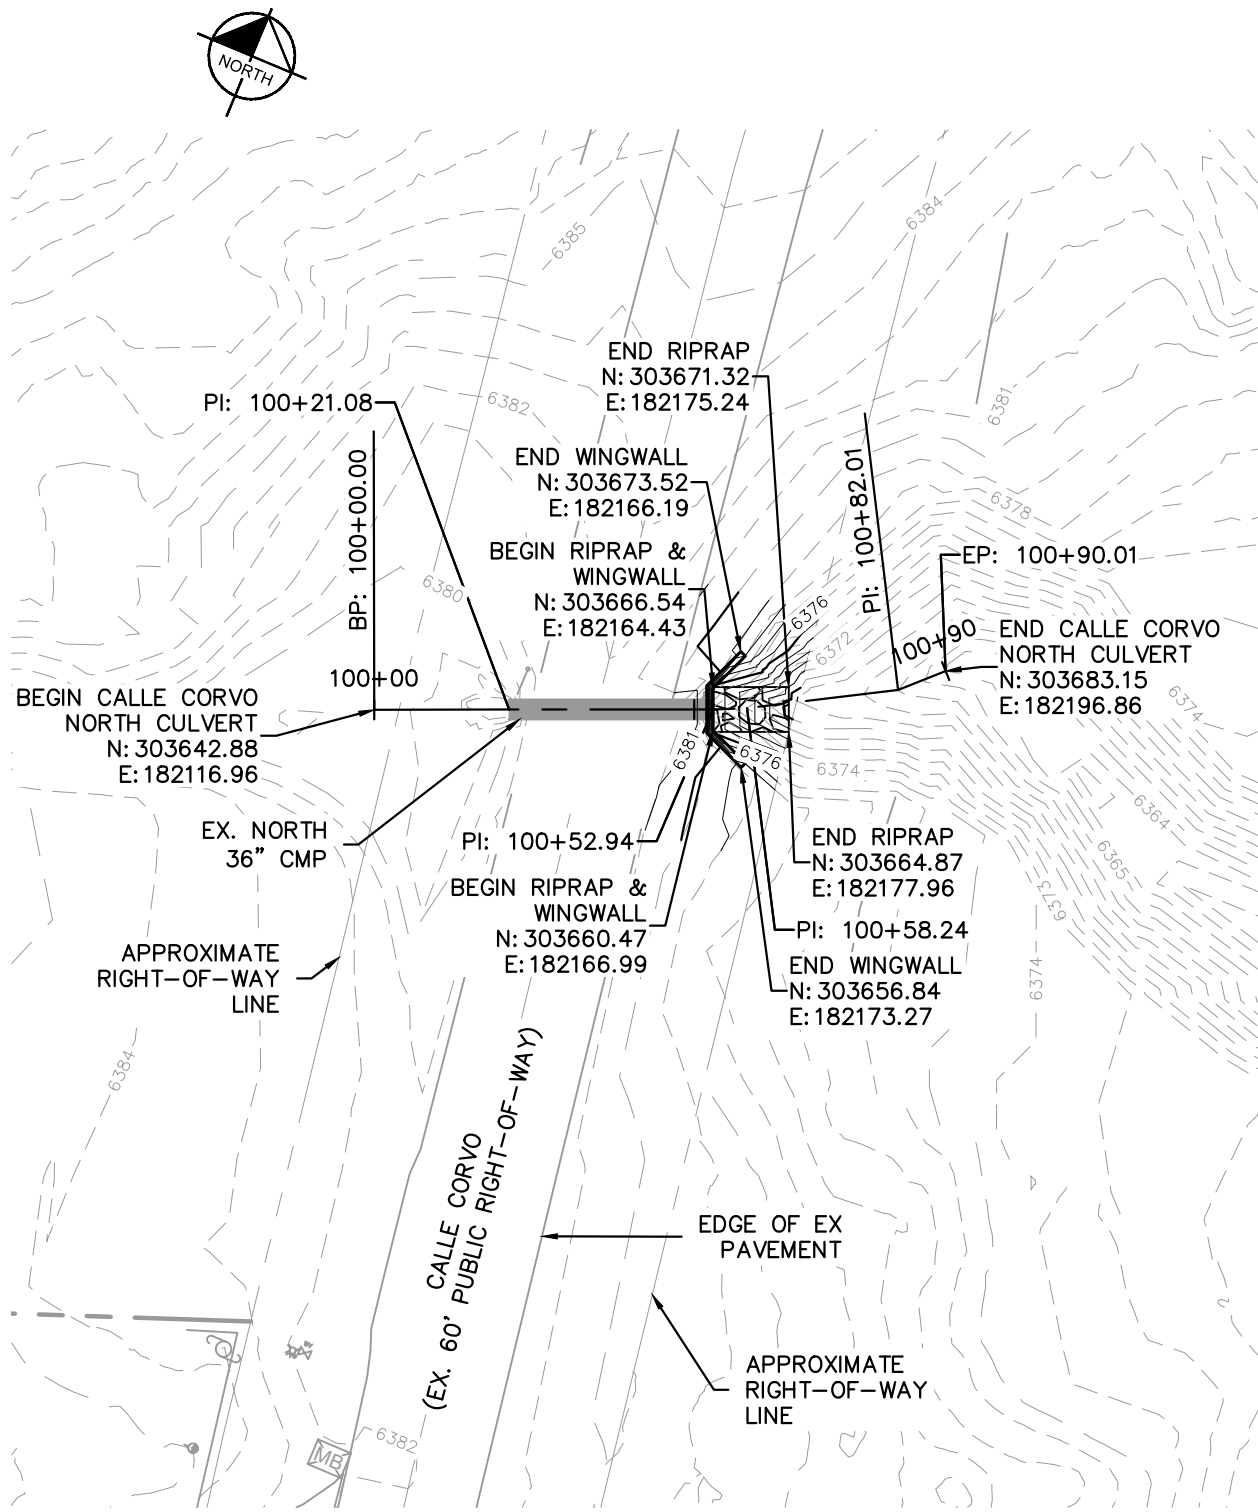 NORTH
6385
6384
END RIPRAP
N: 303671.32
E: 182175.24
PI: 100+21.08
6382
6381
END WINGWALL
N: 303673.52
E: 182166.19
BP: 100+00.00
PI: 100+82.01
6378
BEGIN RIPRAP &
WINGWALL
N: 303666.54
E: 182164.43
EP: 100+90.01
6380
6376
6372
100+90
END CALLE CORVO
NORTH CULVERT
N: 303683.15
E: 182196.86
100+00
BEGIN CALLE CORVO
NORTH CULVERT
N: 303642.88
E: 182116.96
6374
6381
6376
6374
6364
EX. NORTH
36" CMP
PI: 100+52.94
END RIPRAP
N: 303664.87
E: 182177.96
6365
6373
BEGIN RIPRAP &
WINGWALL
N: 303660.47
E: 182166.99
PI: 100+58.24
APPROXIMATE
RIGHT-OF-WAY
LINE
END WINGWALL
N: 303656.84
E: 182173.27
6374
6384
CALLE CORVO
(EX. 60' PUBLIC RIGHT-OF-WAY)
EDGE OF EX
PAVEMENT
APPROXIMATE
RIGHT-OF-WAY
LINE
6382
MB